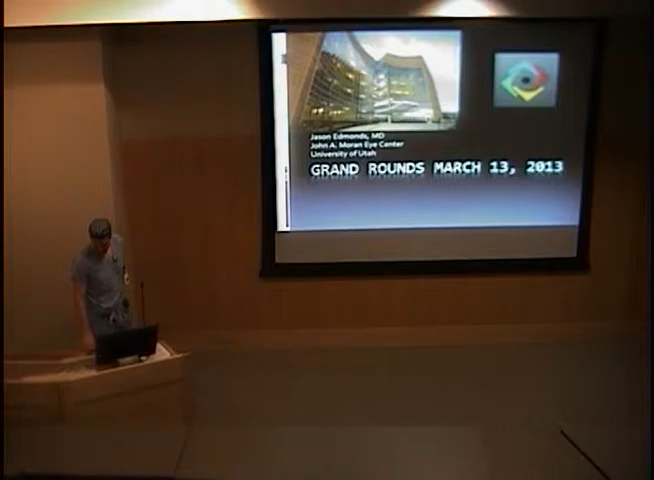 Jason Edmonds, MD
John A. Moran Eye Center
University of Utah
GRAND ROUNDS MARCH 13, 2013